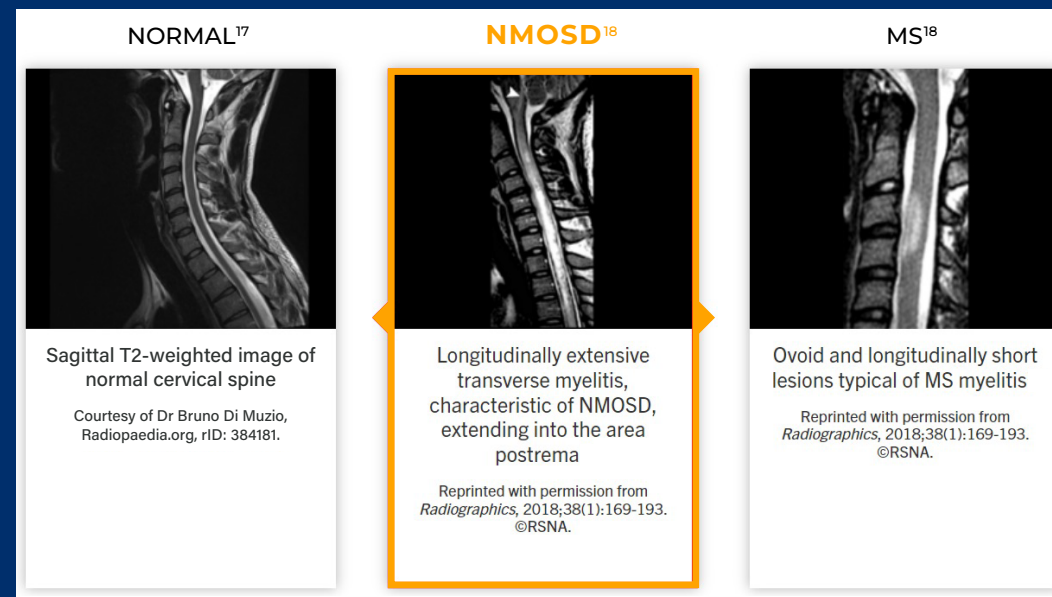 NORMAL17
Sagittal T2-weighted image of
normal cervical spine
Courtesy of Dr Bruno Di Muzio,
Radiopaedia.org, rID: 384181.
NMOSD18
Longitudinally extensive
transverse myelitis,
characteristic of NMOSD,
extending into the area
postrema
Reprinted with permission from
Radiographics, 2018;38(1):169-193.
©RSNA.
MS18
Ovoid and longitudinally short
lesions typical of MS myelitis
Reprinted with permission from
Radiographics, 2018;38(1):169-193.
©RSNA.